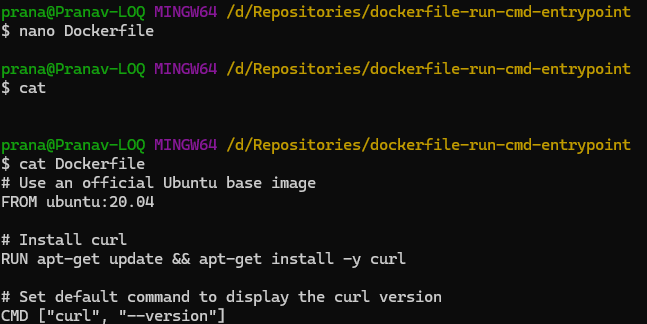 prana@Pranav-LOQ MINGW64 /d/Repositories/dockerfile-run-cmd-entrypoint
$ nano Dockerfile
prana@Pranav-LOQ MINGW64 /d/Repositories/dockerfile-run-cmd-entrypoint
$ cat
prana@Pranav-LOQ MINGW64 /d/Repositories/dockerfile-run-cmd-entrypoint
$ cat Dockerfile
# Use an official Ubuntu base image
FROM ubuntu:20.04
# Install curl
RUN apt-get update && apt-get install -y curl
# Set default command to display the curl version
CMD ["curl", "--version"]